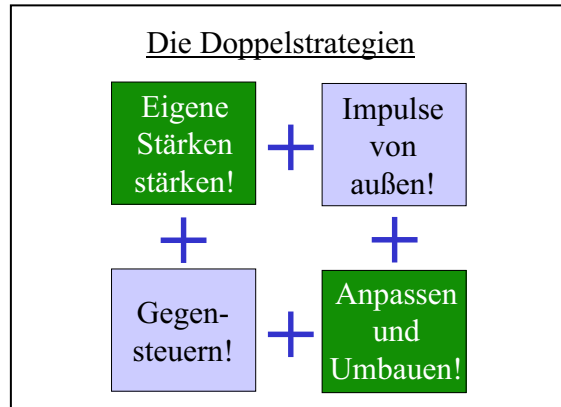 Die Doppelstrategien
Eigene
Stärken
stärken!
+
Impulse
von
außen!
+
+
Gegen-
steuern!
+
Anpassen
und
Umbauen!